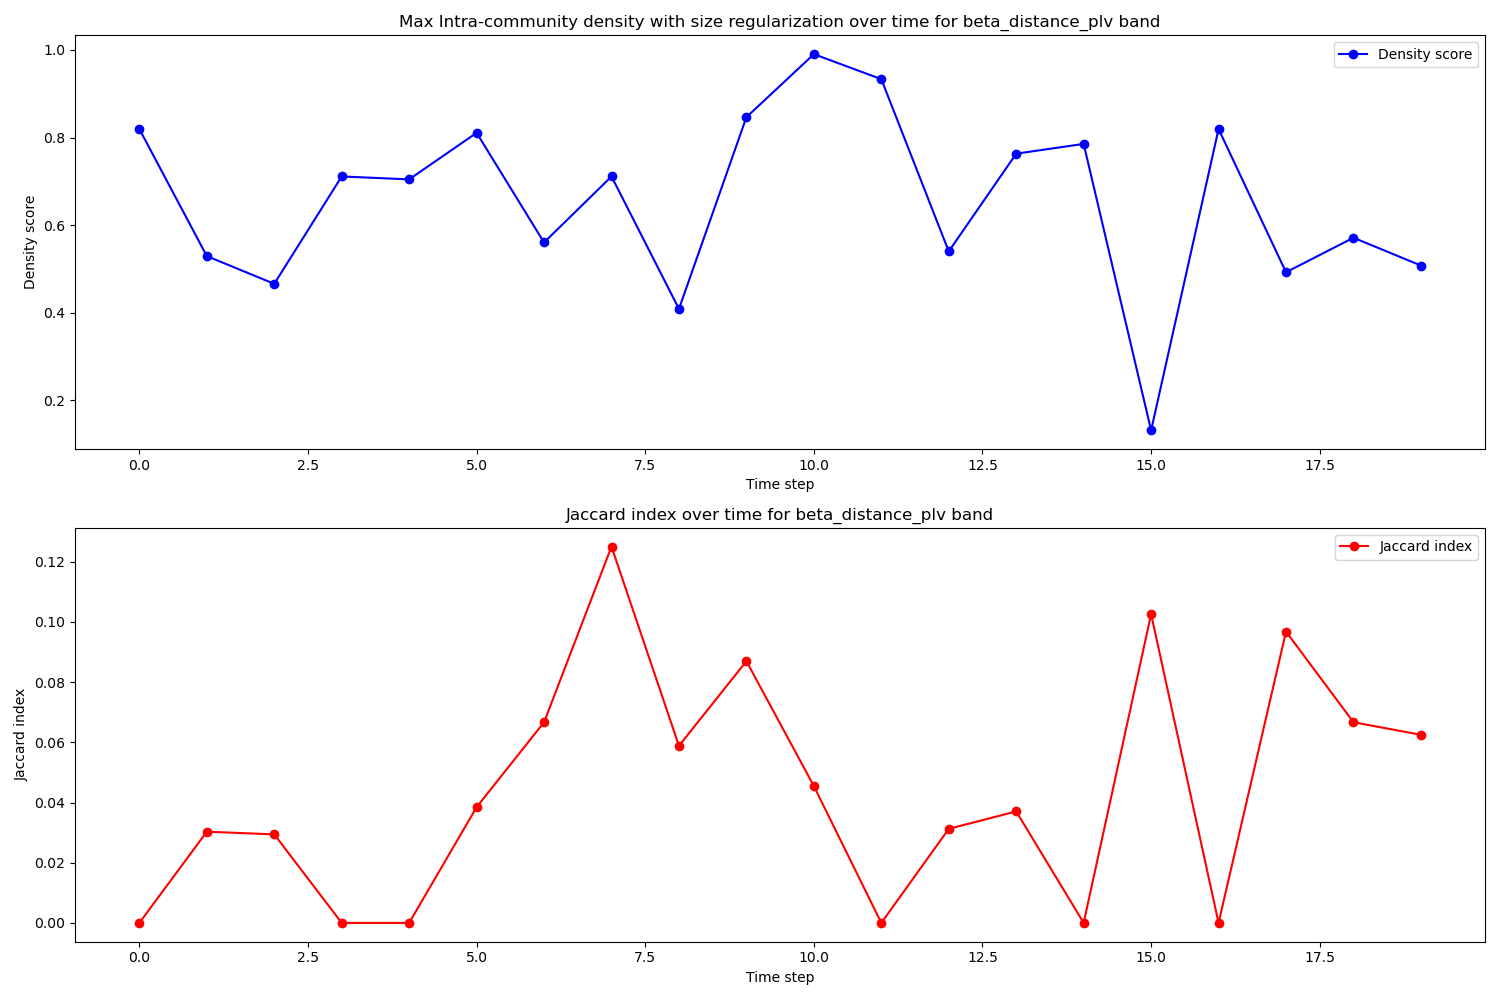 Max Intra-community density with size regularization over time for beta_distance_plv band
Density score
1.0
0.8
0.6
0.4
0.2
Density score
0.0 2.5 5.0 7.5 10.0 12.5 15.0 17.5
Time step
Jaccard index over time for beta_distance_plv band
Jaccard index
0.12
0.10
0.08
0.06
0.04
0.02
0.00
Jaccard index
0.0 2.5 5.0 7.5 10.0 12.5 15.0 17.5
Time step